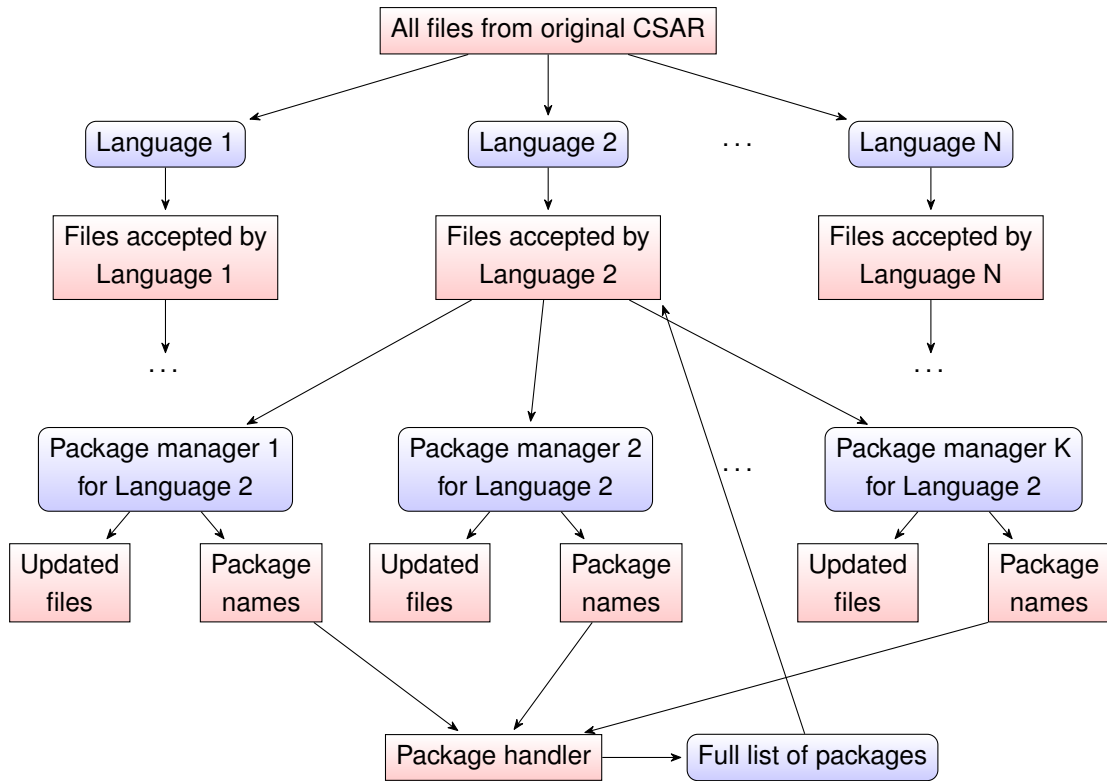 All files from original CSAR
Language 1
Language 2
. . .
Language N
Files accepted by
Language 1
Files accepted by
Language 2
Files accepted by
Language N
. . .
. . .
Package manager 1
for Language 2
Package manager 2
for Language 2
. . .
Package manager K
for Language 2
Updated
files
Package
names
Updated
files
Package
names
Updated
files
Package
names
Package handler
Full list of packages